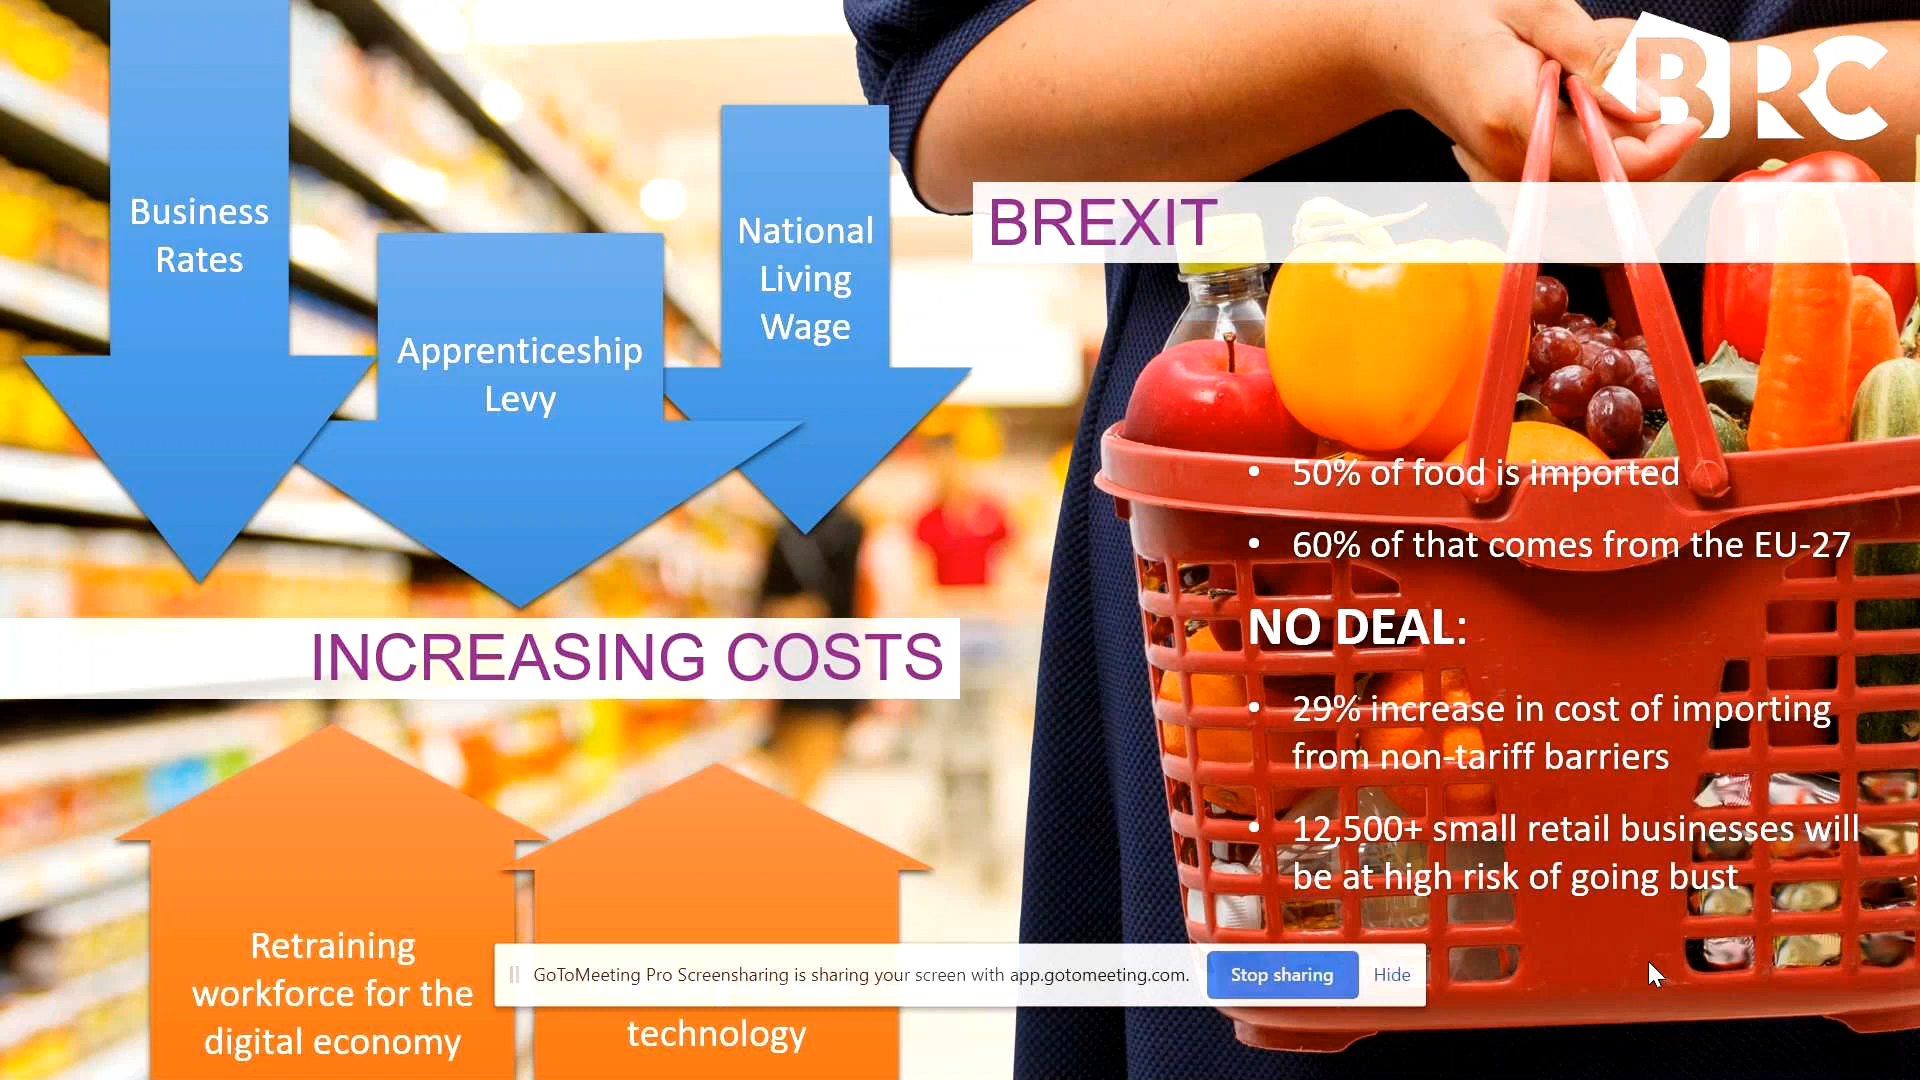 BRC
Business
Rates
Apprenticeship
Levy
National
Living
Wage
INCREASING COSTS
Retraining
workforce for the
digital economy
technology
BREXIT
• 50% of food is imported
• 60% of that comes from the EU-27
NO DEAL:
• 29% increase in cost of importing
from non-tariff barriers
• 12,500+ small retail businesses will
be at high risk of going bust
GoToMeeting Pro Screensharing is sharing your screen with app.gotomeeting.com.
Stop sharing
Hide